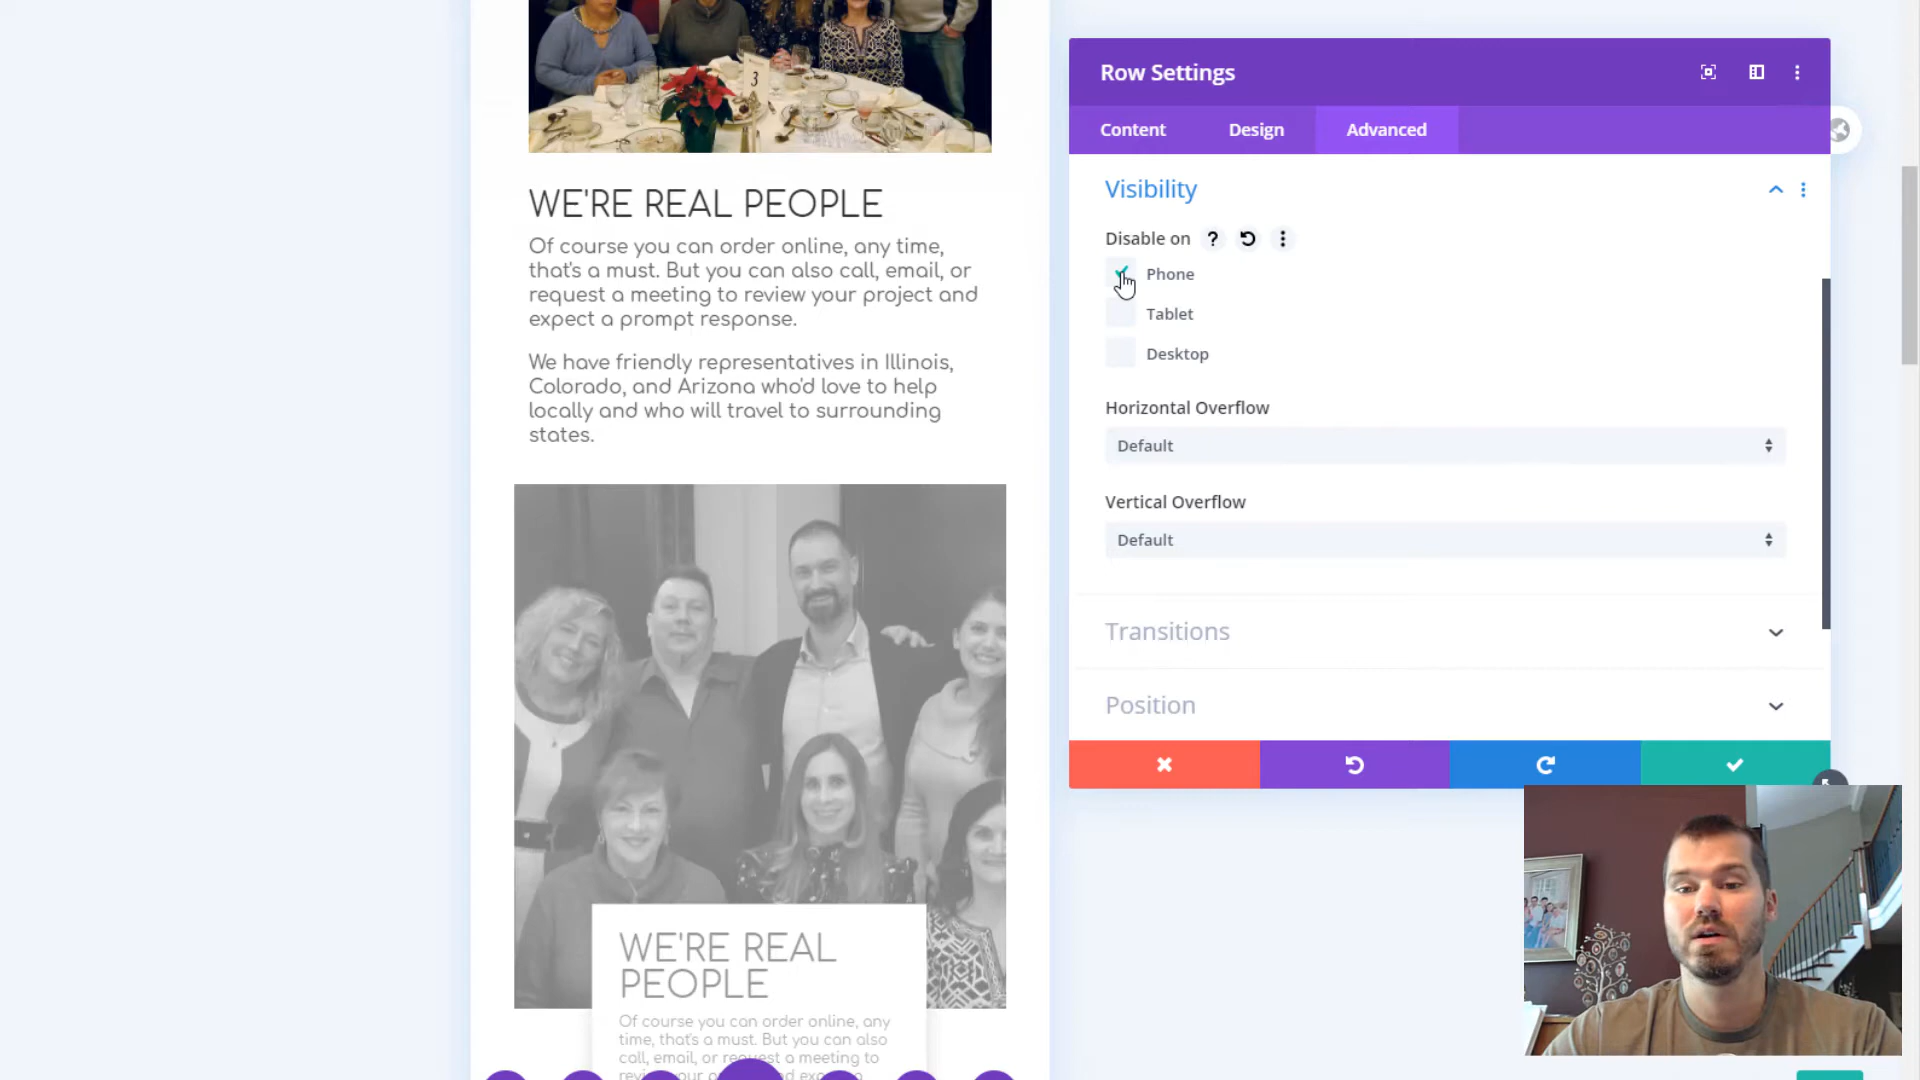 3
WE'RE REAL PEOPLE
Of course you can order online, any time,
that's a must. But you can also call, email, or
request a meeting to review your project and
expect a prompt response.
We have friendly representatives in Illinois,
Colorado, and Arizona who'd love to help
locally and who will travel to surrounding
states.
WE'RE REAL
PEOPLE
Of course you can order online, any
time, that's a must. But you can also
call, email, or request a meeting to
Row Settings
Content Design Advanced
Visibility
Disable on ?
Phone
Tablet
Desktop
Horizontal Overflow
Default
Vertical Overflow
Default
Transitions
Position